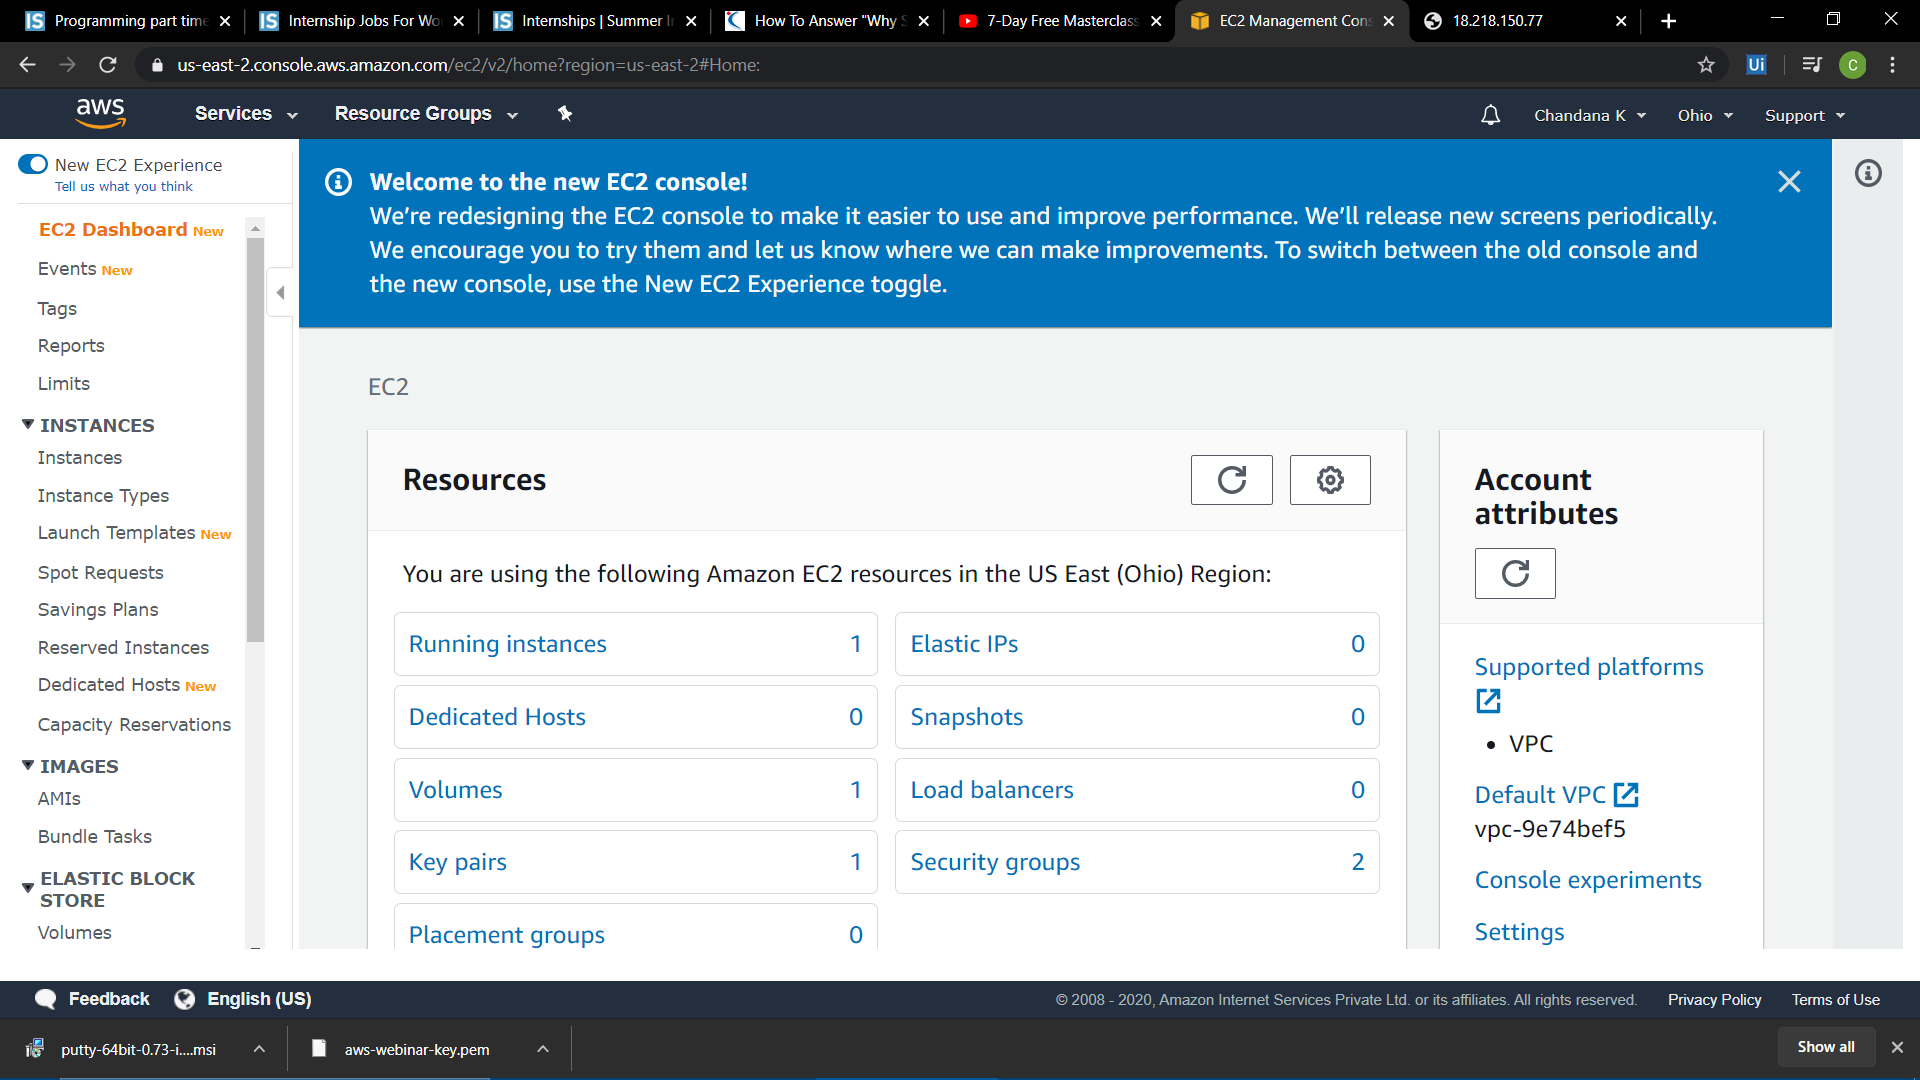 Programming part time
Internship Jobs For Wo
Internships | Summer I
How To Answer "Why S
7-Day Free Masterclass
EC2 Management Cons
18.218.150.77
us-east-2.console.aws.amazon.com/ec2/v2/home?region=us-east-2#Home:
Ui
C
aws
Services
Resource Groups
Chandana K
Ohio
Support
New EC2 Experience
Tell us what you think
EC2 Dashboard New
Events New
Tags
Reports
Limits
INSTANCES
Instances
Instance Types
Launch Templates New
Spot Requests
Savings Plans
Reserved Instances
Dedicated Hosts New
Capacity Reservations
IMAGES
AMIs
Bundle Tasks
ELASTIC BLOCK
STORE
Volumes
Welcome to the new EC2 console!
We're redesigning the EC2 console to make it easier to use and improve performance. We'll release new screens periodically.
We encourage you to try them and let us know where we can make improvements. To switch between the old console and
the new console, use the New EC2 Experience toggle.
EC2
Resources
You are using the following Amazon EC2 resources in the US East (Ohio) Region:
Running instances 1
Elastic IPs 0
Dedicated Hosts 0
Snapshots 0
Volumes 1
Load balancers 0
Key pairs 1
Security groups 2
Placement groups 0
Account
attributes
Supported platforms
VPC
Default VPC
vpc-9e74bef5
Console experiments
Settings
Feedback
English (US)
© 2008 - 2020, Amazon Internet Services Private Ltd. or its affiliates. All rights reserved.
Privacy Policy
Terms of Use
putty-64bit-0.73-i....msi
aws-webinar-key.pem
Show all